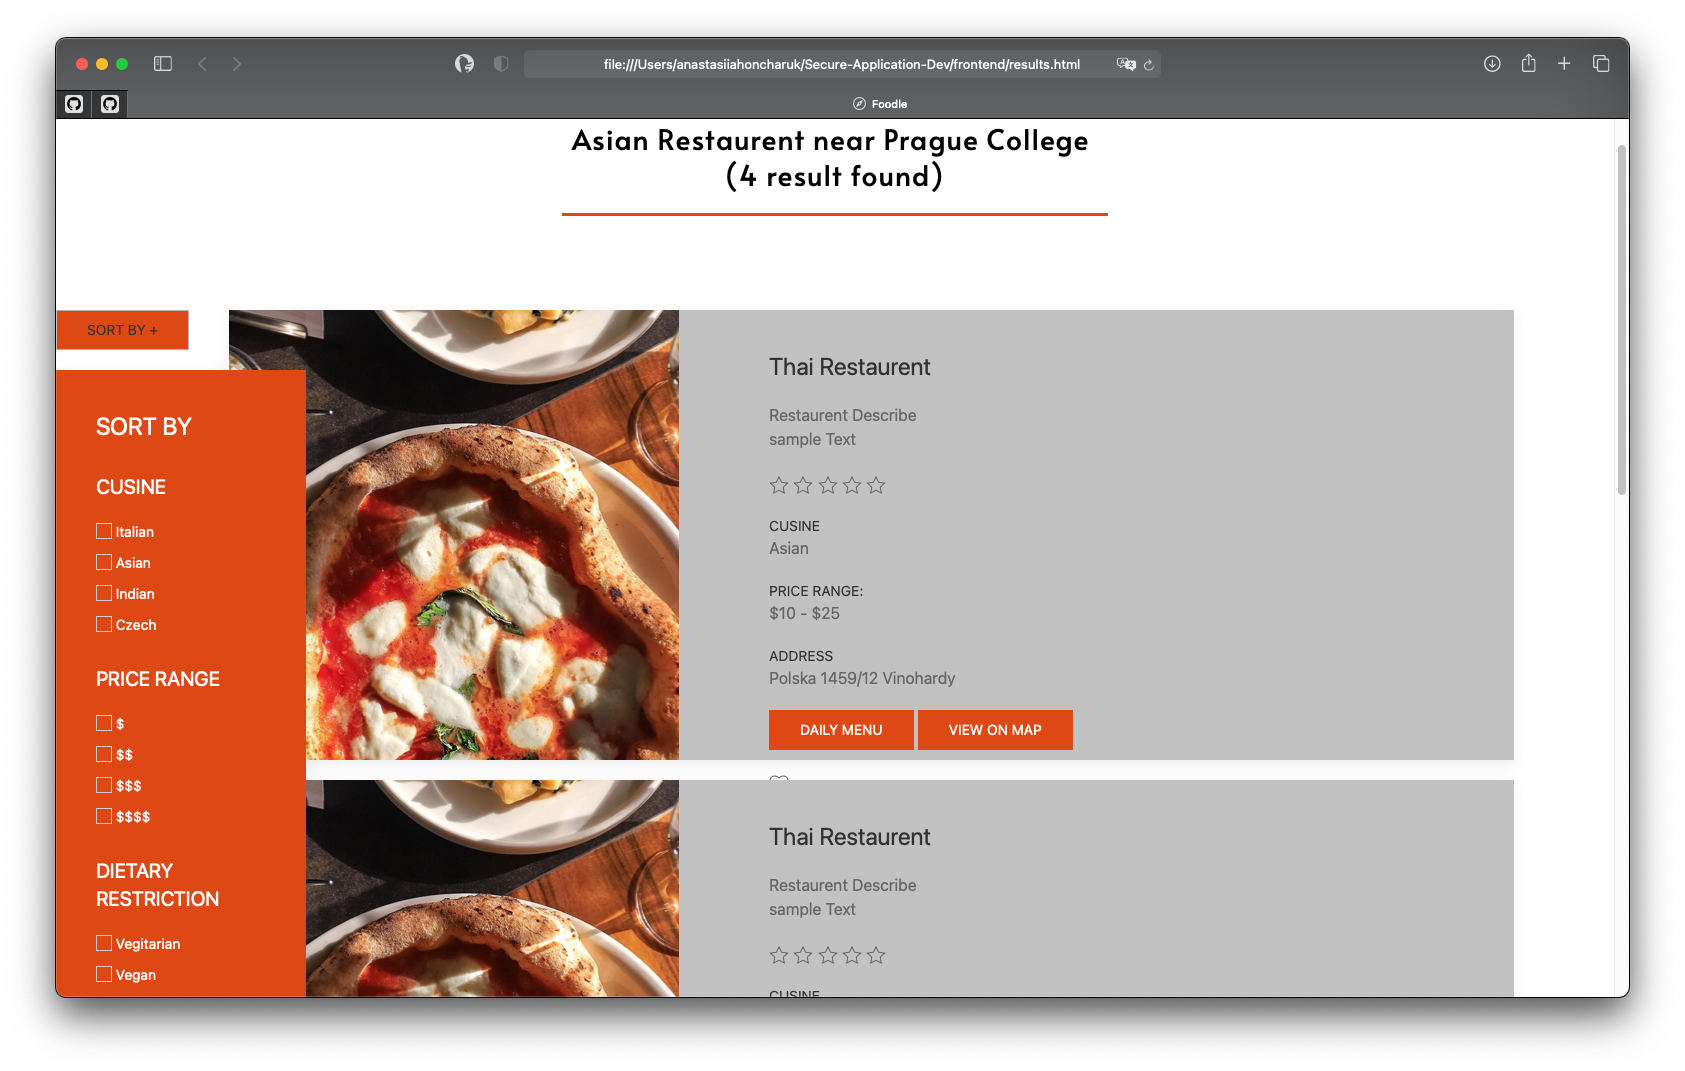 file:///Users/anastasiiahoncharuk/Secure-Application-Dev/frontend/results.html
Foodle
Asian Restaurent near Prague College
(4 result found)
SORT BY +
SORT BY
CUSINE
Italian
Asian
Indian
Czech
PRICE RANGE
$
$$
$$$
$$$$
DIETARY
RESTRICTION
Vegitarian
Vegan
Thai Restaurent
Restaurent Describe
sample Text
CUSINE
Asian
PRICE RANGE:
$10 - $25
ADDRESS
Polska 1459/12 Vinohardy
DAILY MENU
VIEW ON MAP
Thai Restaurent
Restaurent Describe
sample Text
CUSINE